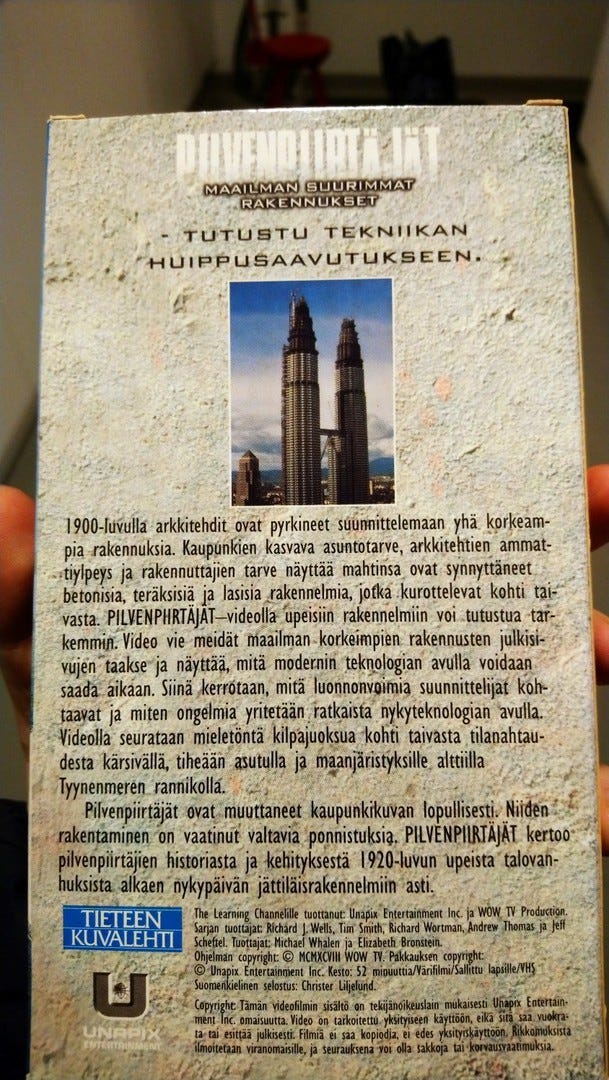 PILVENPIIRTÄJÄT
MAAILMAN SUURIMMAT
RAKENNUKSET
- TUTUSTU TEKNIIKAN
HUIPPUSAAVUTUKSEEN.
1900-luvulla arkkitehdit ovat pyrkineet suunnittelemaan yhä korkeam-
pia rakennuksia. Kaupunkien kasvava asuntotarve, arkkitehtien ammat-
tiylpeys ja rakennuttajien tarve näyttää mahtinsa ovat synnyttäneet
betonisia, teräksisiä ja lasisia rakennelmia, jotka kurottelevat kohti tai-
vasta. PILVENPIIRTÄJÄT–videolla upeisiin rakennelmiin voi tutustua tar-
kemmin. Video vie meidät maailman korkeimpien rakennusten julkisi-
vujen taakse ja näyttää, mitä modernin teknologian avulla voidaan
saada aikaan. Siinä kerrotaan, mitä luonnonvoimia suunnittelijat koh-
taavat ja miten ongelmia yritetään ratkaista nykyteknologian avulla.
Videolla seurataan mieletöntä kilpajuoksua kohti taivasta tilanahtau-
desta kärsivällä, tiheään asutulla ja maanjäristyksille alttiilla
Tyynenmeren rannikolla.
Pilvenpiirtäjät ovat muuttaneet kaupunkikuvan lopullisesti. Niiden
rakentaminen on vaatinut valtavia ponnistuksia. PILVENPIIRTÄJÄT kertoo
pilvenpiirtäjien historiasta ja kehityksestä 1920-luvun upeista talovan-
huksista alkaen nykypäivän jättiläisrakennelmiin asti.
TIETEEN
KUVALEHTI
The Learning Channelille tuottanut: Unapix Entertainment Inc. ja WOW TV Production.
Sarjan tuottajat: Richard J. Wells, Tim Smith, Richard Wortman, Andrew Thomas ja Jeff
Scheftel. Tuottajat: Michael Whalen ja Elizabeth Bronstein.
Ohjelman copyright: © MCMXCVIII WOW TV. Pakkauksen copyright:
© Unapix Entertainment Inc. Kesto: 52 minuuttia/Värifilmi/Sallittu lapsille/VHS
Suomenkielinen selostus: Christer Liljelund.
U
UNAPIX
ENTERTAINMENT
Copyright: Tämän videofilmin sisältö on tekijänoikeuslain mukaisesti Unapix Entertain-
ment Inc. omaisuutta. Video on tarkoitettu yksityiseen käyttöön, eikä sitä saa vuokra-
ta tai esittää julkisesti. Filmiä ei saa kopioida, ei edes yksityiskäyttöön. Rikkomuksista
ilmoitetaan viranomaisille, ja seurauksena voi olla sakkoja tai korvausvaatimuksia.